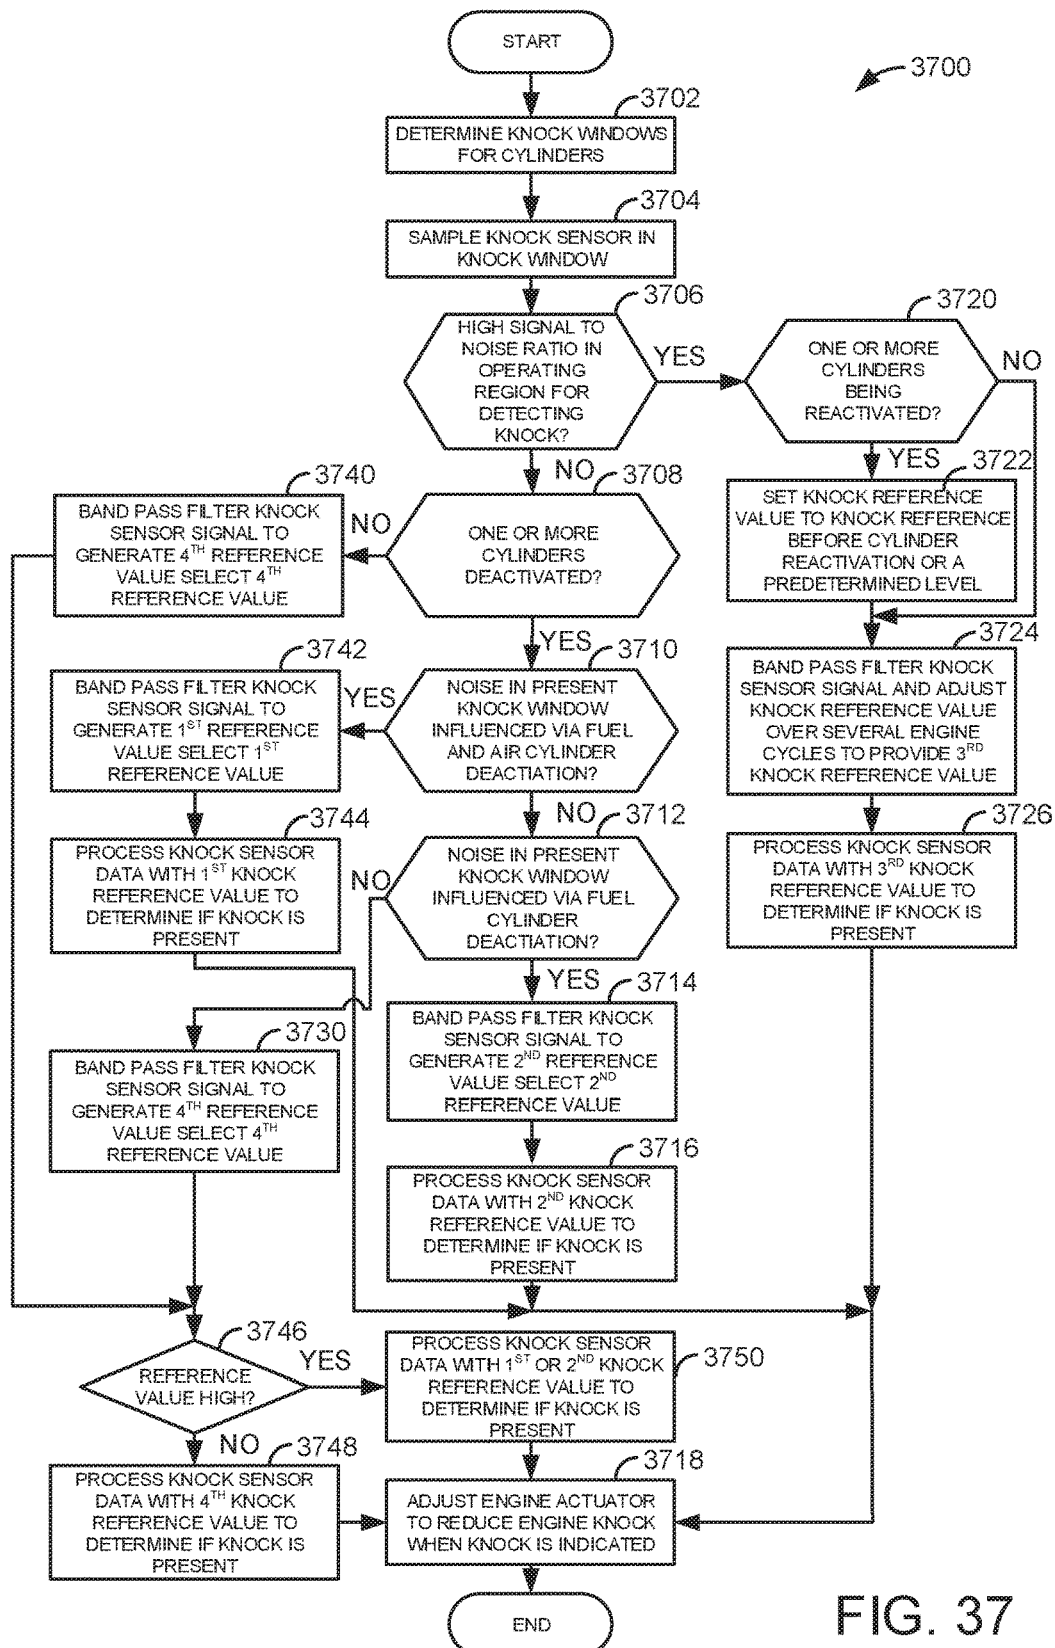 START
3700
3702
DETERMINE KNOCK WINDOWS
FOR CYLINDERS
3704
SAMPLE KNOCK SENSOR IN
KNOCK WINDOW
3706
HIGH SIGNAL TO
NOISE RATIO IN
OPERATING
REGION FOR
DETECTING
KNOCK?
YES
NO
3720
ONE OR MORE
CYLINDERS
BEING
REACTIVATED?
NO
YES
3722
SET KNOCK REFERENCE
VALUE TO KNOCK REFERENCE
BEFORE CYLINDER
REACTIVATION OR A
PREDETERMINED LEVEL
3708
ONE OR MORE
CYLINDERS
DEACTIVATED?
NO
YES
3740
BAND PASS FILTER KNOCK
SENSOR SIGNAL TO
GENERATE 4TH REFERENCE
VALUE SELECT 4TH
REFERENCE VALUE
3724
BAND PASS FILTER KNOCK
SENSOR SIGNAL AND ADJUST
KNOCK REFERENCE VALUE
OVER SEVERAL ENGINE
CYCLES TO PROVIDE 3RD
KNOCK REFERENCE VALUE
3710
NOISE IN PRESENT
KNOCK WINDOW
INFLUENCED VIA FUEL
AND AIR CYLINDER
DEACTIATION?
YES
NO
3742
BAND PASS FILTER KNOCK
SENSOR SIGNAL TO
GENERATE 1ST REFERENCE
VALUE SELECT 1ST
REFERENCE VALUE
3744
PROCESS KNOCK SENSOR
DATA WITH 1ST KNOCK
REFERENCE VALUE TO
DETERMINE IF KNOCK IS
PRESENT
3712
NOISE IN PRESENT
KNOCK WINDOW
INFLUENCED VIA FUEL
CYLINDER
DEACTIATION?
NO
YES
3726
PROCESS KNOCK SENSOR
DATA WITH 3RD KNOCK
REFERENCE VALUE TO
DETERMINE IF KNOCK IS
PRESENT
3714
BAND PASS FILTER KNOCK
SENSOR SIGNAL TO
GENERATE 2ND REFERENCE
VALUE SELECT 2ND
REFERENCE VALUE
3730
BAND PASS FILTER KNOCK
SENSOR SIGNAL TO
GENERATE 4TH REFERENCE
VALUE SELECT 4TH
REFERENCE VALUE
3716
PROCESS KNOCK SENSOR
DATA WITH 2ND KNOCK
REFERENCE VALUE TO
DETERMINE IF KNOCK IS
PRESENT
3746
REFERENCE
VALUE HIGH?
YES
NO
3750
PROCESS KNOCK SENSOR
DATA WITH 1ST OR 2ND KNOCK
REFERENCE VALUE TO
DETERMINE IF KNOCK IS
PRESENT
3748
PROCESS KNOCK SENSOR
DATA WITH 4TH KNOCK
REFERENCE VALUE TO
DETERMINE IF KNOCK IS
PRESENT
3718
ADJUST ENGINE ACTUATOR
TO REDUCE ENGINE KNOCK
WHEN KNOCK IS INDICATED
END
FIG. 37